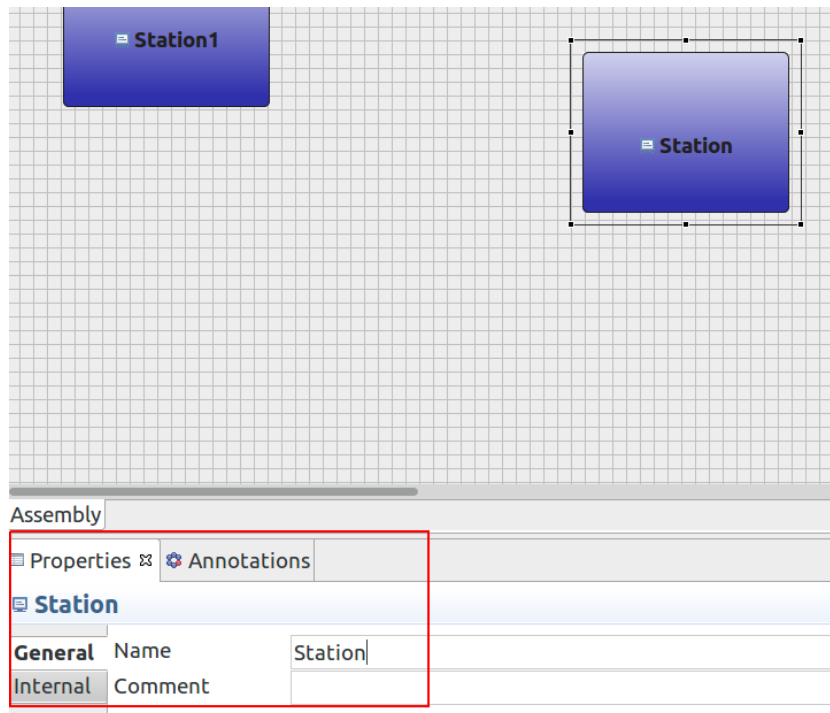 Station1
Station
Assembly
Properties Annotations
Station
General Name Station
Internal Comment